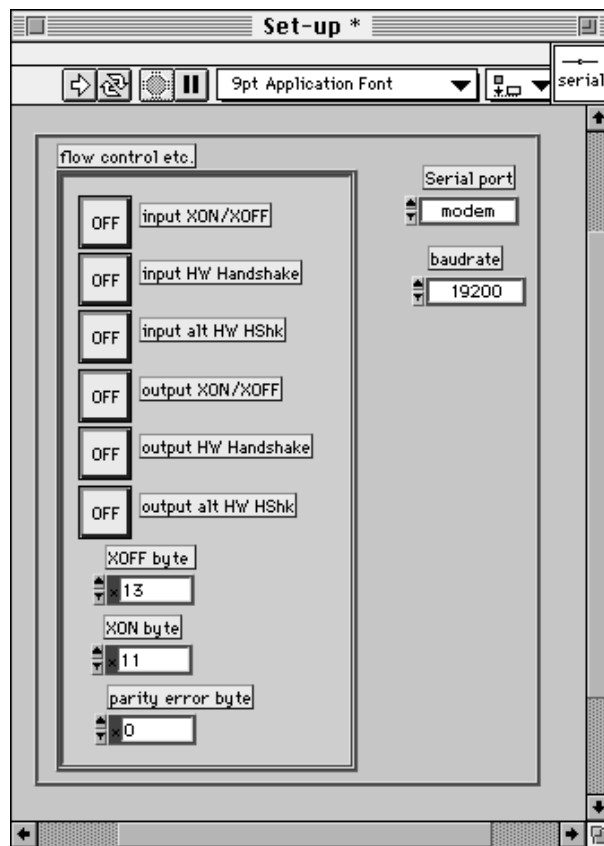 Set-up *
9pt Application Font
serial
flow control etc.
OFF input XON/XOFF
OFF input HW Handshake
OFF input alt HW HShk
OFF output XON/XOFF
OFF output HW Handshake
OFF output alt HW HShk
XOFF byte
x13
XON byte
x11
parity error byte
x0
Serial port
modem
baudrate
19200